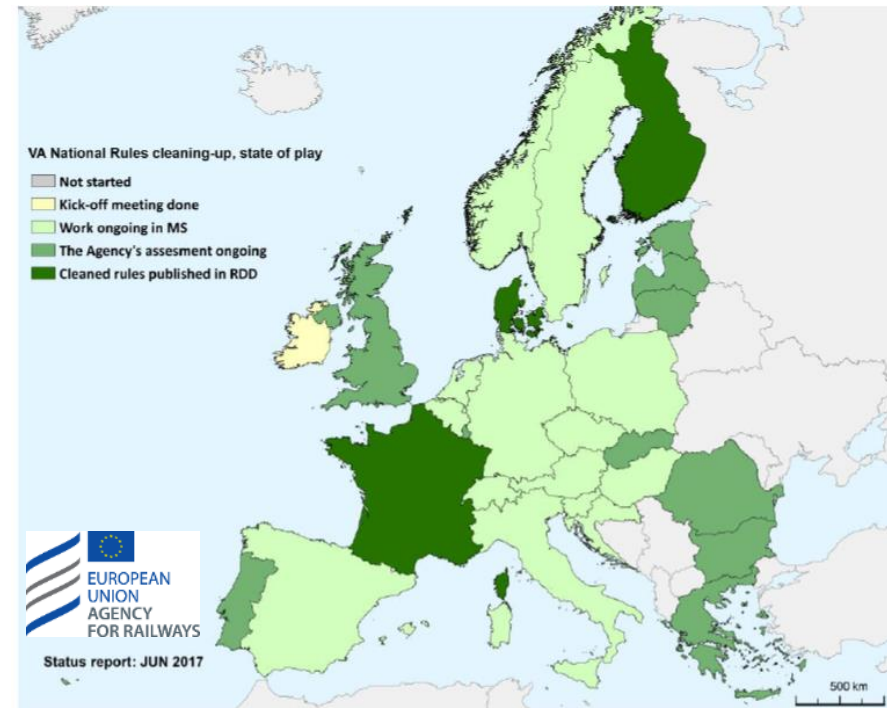 VA National Rules cleaning-up, state of play
Not started
Kick-off meeting done
Work ongoing in MS
The Agency's assesment ongoing
Cleaned rules published in RDD
EUROPEAN
UNION
AGENCY
FOR RAILWAYS
Status report: JUN 2017
500 km